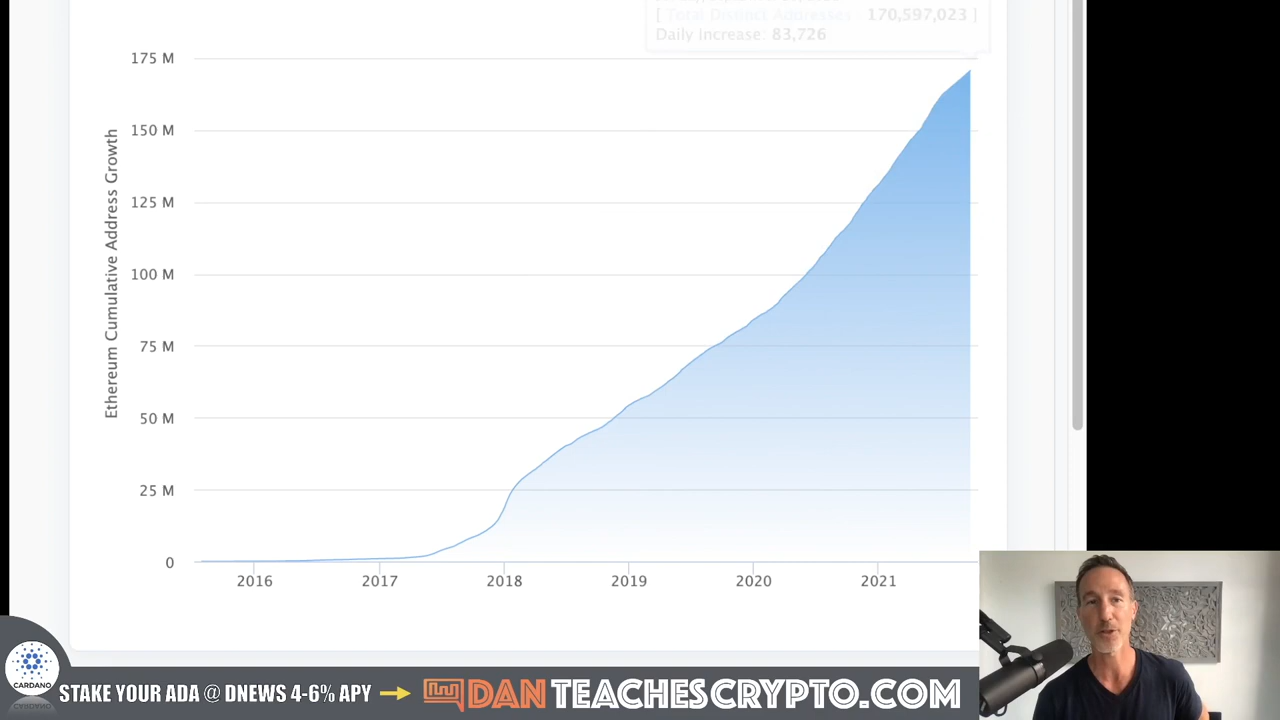 [ Total Distinct Addresses 170,597,023 ]
Daily Increase: 83,726
175 M
150 M
125 M
100 M
75 M
50 M
25 M
0
Ethereum Cumulative Address Growth
2016 2017 2018 2019 2020 2021
CARDANO
STAKE YOUR ADA @ DNEWS 4-6% APY
DANTEACHESCRYPTO.COM